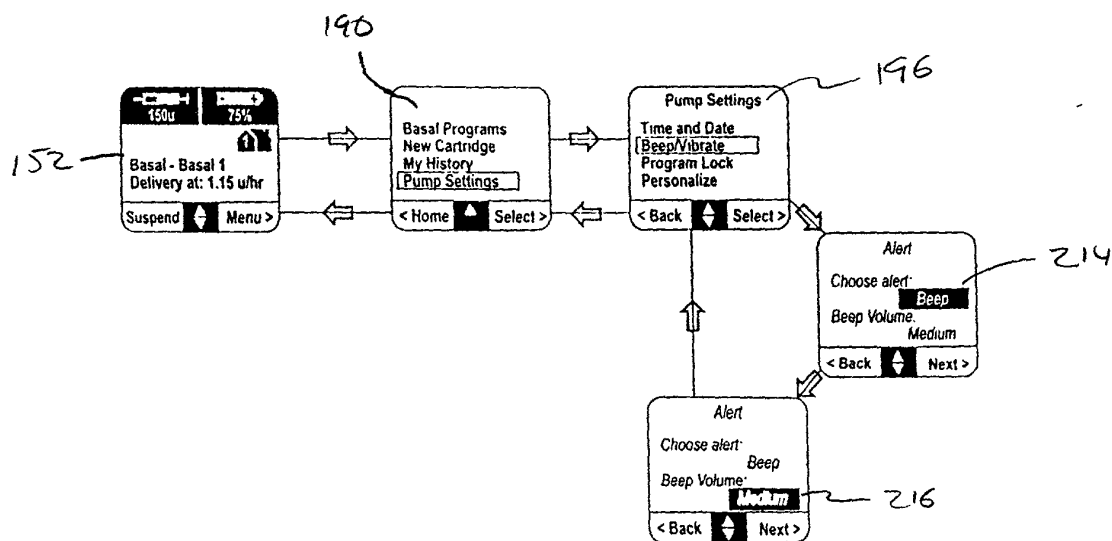 190
196
152
214
216
150u 75%
1
Basal - Basal 1
Delivery at: 1.15 u/hr
Suspend Menu >
Basal Programs
New Cartridge
My History
Pump Settings
< Home Select >
Pump Settings
Time and Date
Beep/Vibrate
Program Lock
Personalize
< Back Select >
Alert
Choose alert:
Beep
Beep Volume:
Medium
< Back Next >
Alert
Choose alert:
Beep
Beep Volume:
Medium
< Back Next >